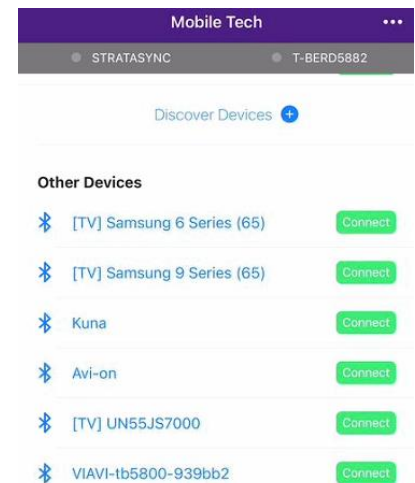 Mobile Tech
STRATASYNC T-BERD5882
Discover Devices
Other Devices
[TV] Samsung 6 Series (65) Connect
[TV] Samsung 9 Series (65) Connect
Kuna Connect
Avi-on Connect
[TV] UN55JS7000 Connect
VIAVI-tb5800-939bb2 Connect